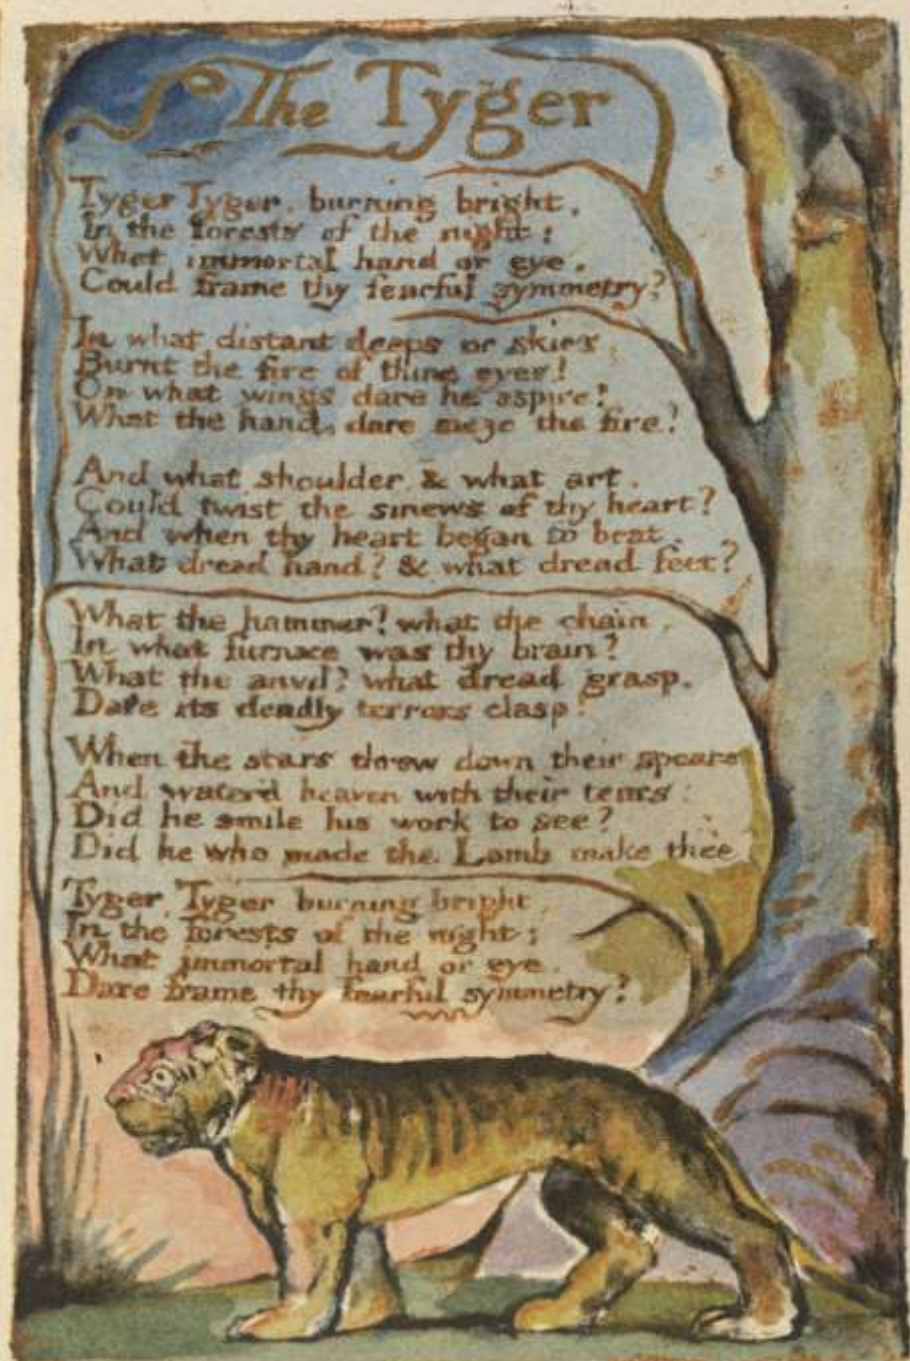 The Tyger
Tyger Tyger, burning bright,
In the forests of the night:
What immortal hand or eye,
Could frame thy fearful symmetry?
In what distant deeps or skies,
Burnt the fire of thine eyes!
On what wings dare he aspire!
What the hand, dare sieze the fire?
And what shoulder, & what art,
Could twist the sinews of thy heart?
And when thy heart began to beat,
What dread hand? & what dread feet?
What the hammer? what the chain,
In what furnace was thy brain?
What the anvil? what dread grasp,
Dare its deadly terrors clasp!
When the stars threw down their spears
And water'd heaven with their tears:
Did he smile his work to see?
Did he who made the Lamb make thee
Tyger, Tyger burning bright,
In the forests of the night;
What immortal hand or eye,
Dare frame thy fearful symmetry?